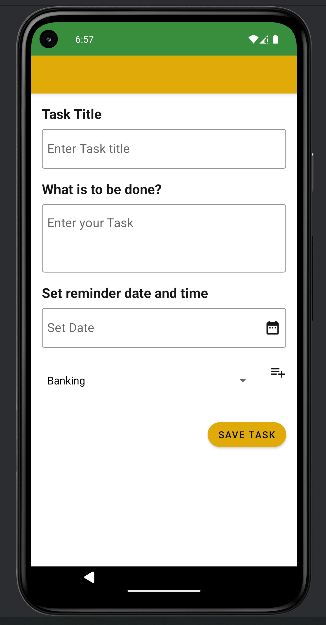 6:57
Task Title
Enter Task title
What is to be done?
Enter your Task
Set reminder date and time
Set Date
Banking
SAVE TASK